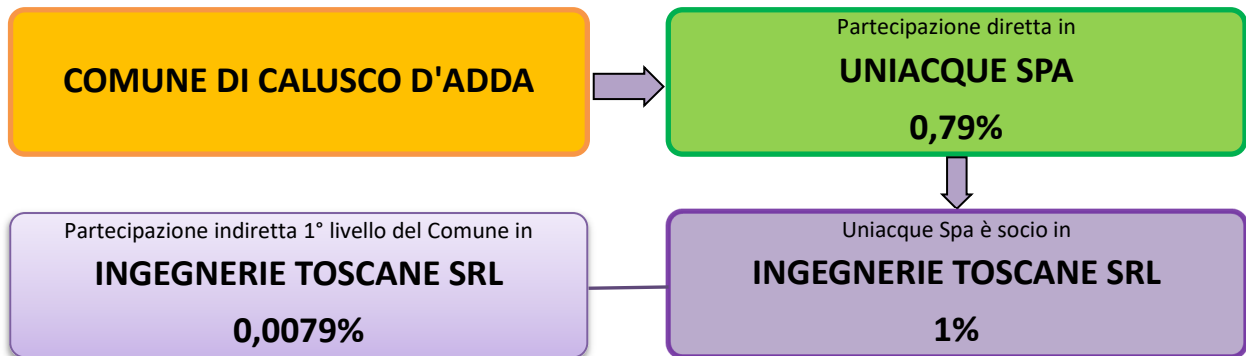 COMUNE DI CALUSCO D'ADDA
Partecipazione diretta in
UNIACQUE SPA
0,79%
Partecipazione indiretta 1° livello del Comune in
INGEGNERIE TOSCANE SRL
0,0079%
Uniacque Spa è socio in
INGEGNERIE TOSCANE SRL
1%